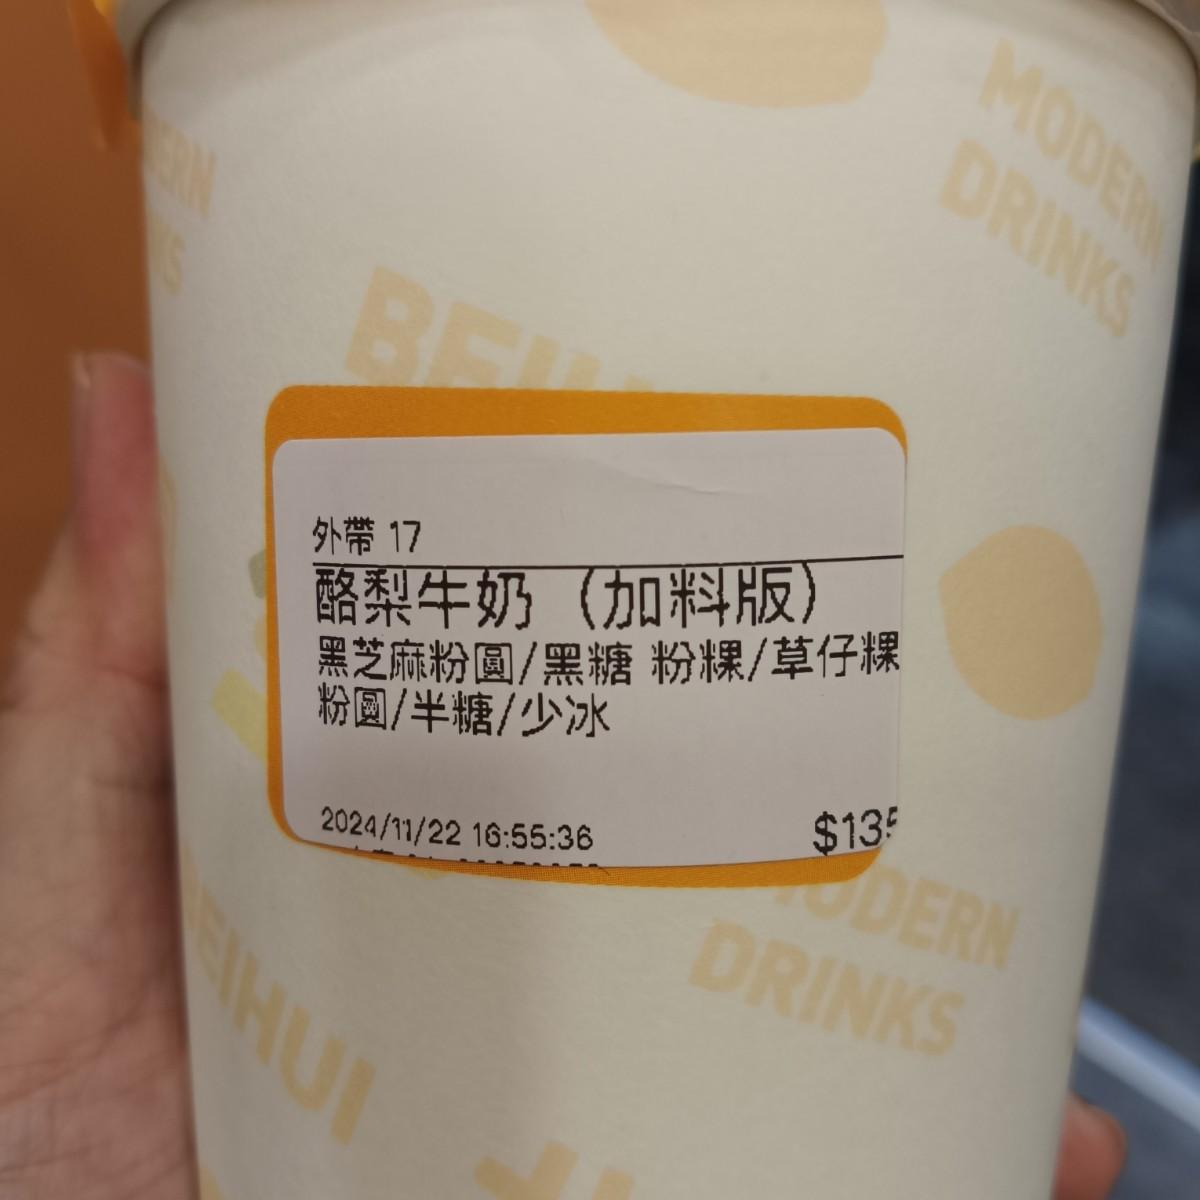 MODERN
DRINKS
外帶 17
酪梨牛奶（加料版）
黑芝麻粉圓/黑糖 粉粿/草仔粿
粉圓/半糖/少冰
2024/11/22 16:55:36
$135
MODERN
DRINKS
BEIHUI